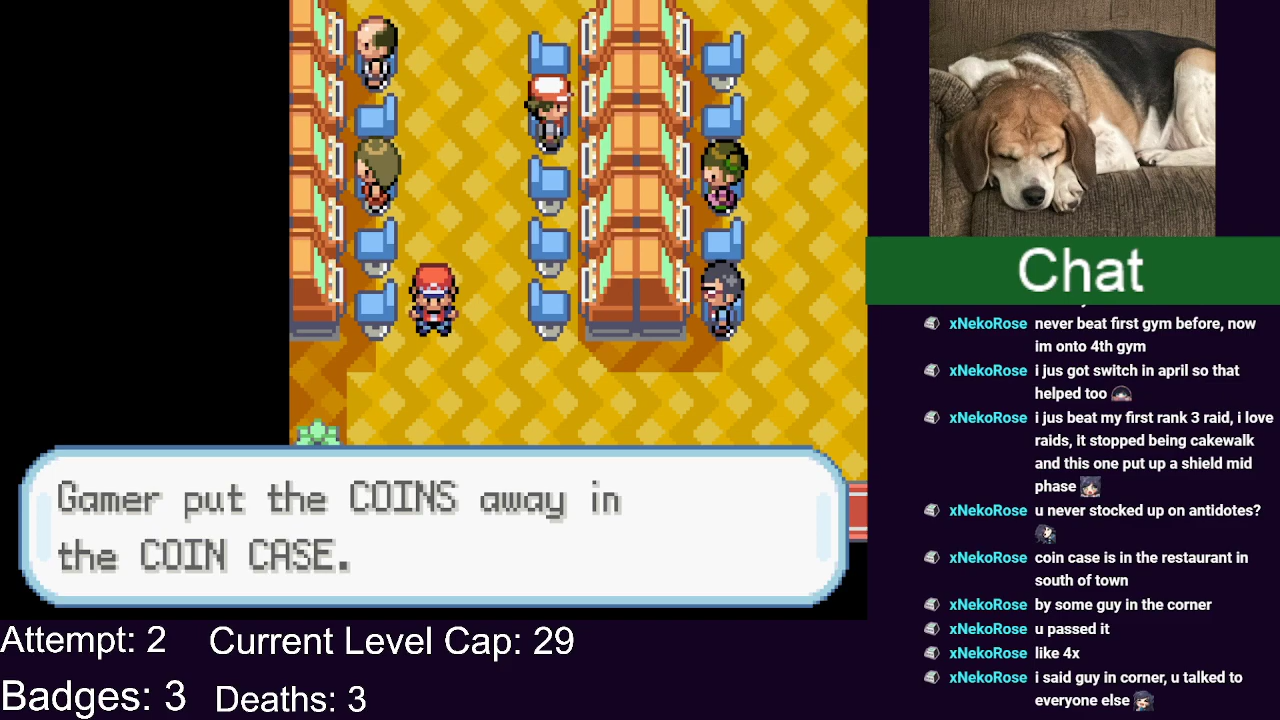 Chat
xNekoRose never beat first gym before, now
im onto 4th gym
xNekoRose i jus got switch in april so that
helped too
xNekoRose i jus beat my first rank 3 raid, i love
raids, it stopped being cakewalk
and this one put up a shield mid
phase
xNekoRose u never stocked up on antidotes?
xNekoRose coin case is in the restaurant in
south of town
xNekoRose by some guy in the corner
xNekoRose u passed it
xNekoRose like 4x
xNekoRose i said guy in corner, u talked to
everyone else
Gamer put the COINS away in
the COIN CASE.
Attempt: 2 Current Level Cap: 29
Badges: 3 Deaths: 3